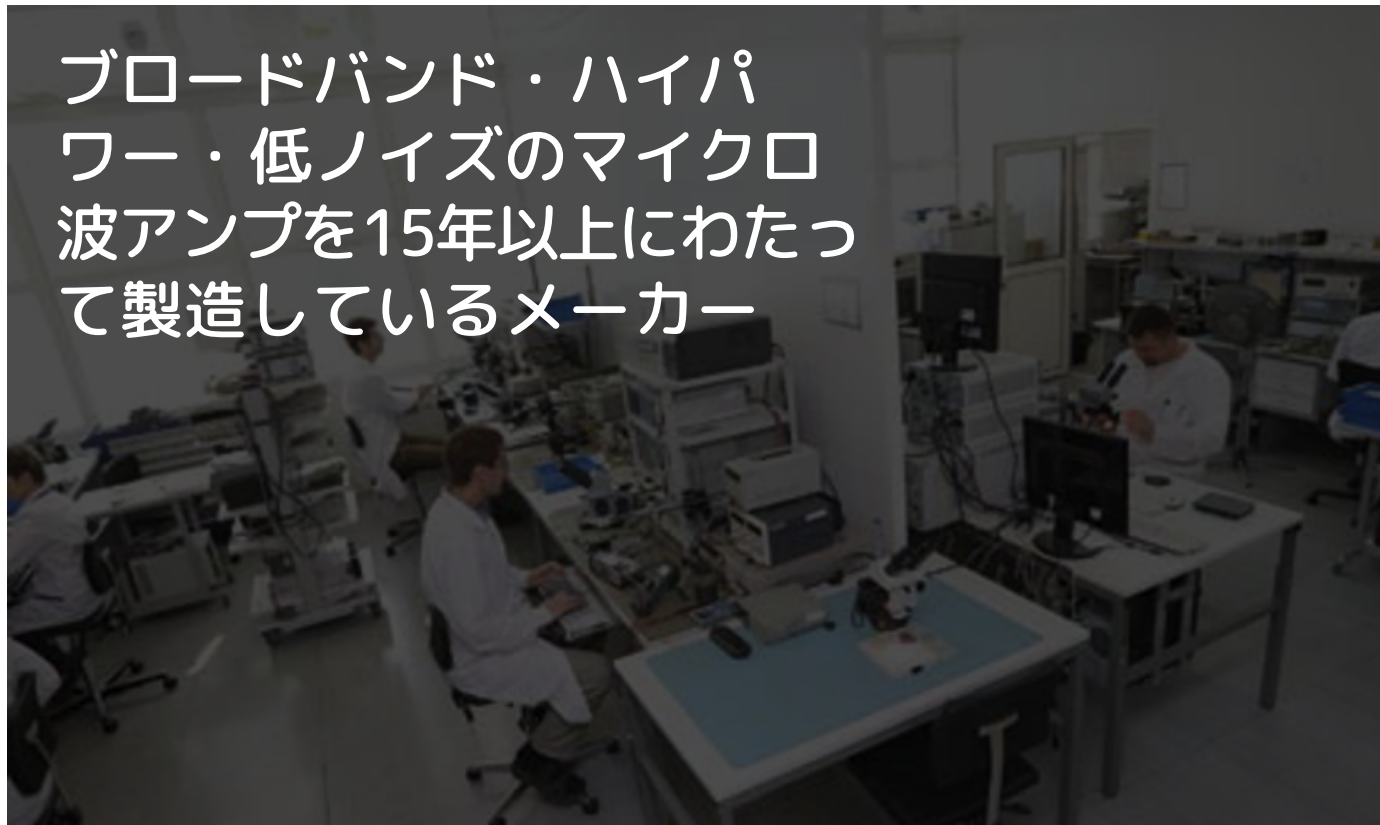 ブロードバンド・ハイパ
ワー・低ノイズのマイクロ
波アンプを15年以上にわたっ
て製造しているメーカー